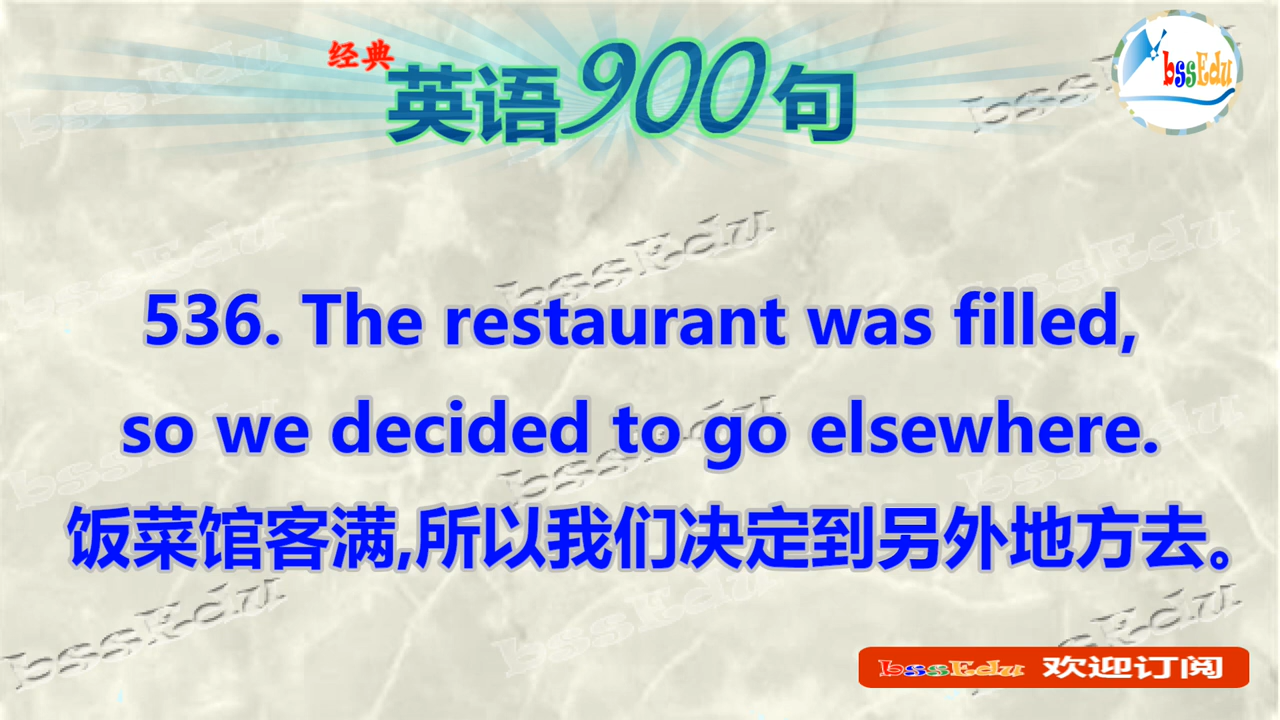 经典
英语900句
bssEdu
536. The restaurant was filled,
so we decided to go elsewhere.
饭菜馆客满,所以我们决定到另外地方去。
bssEdu 欢迎订阅